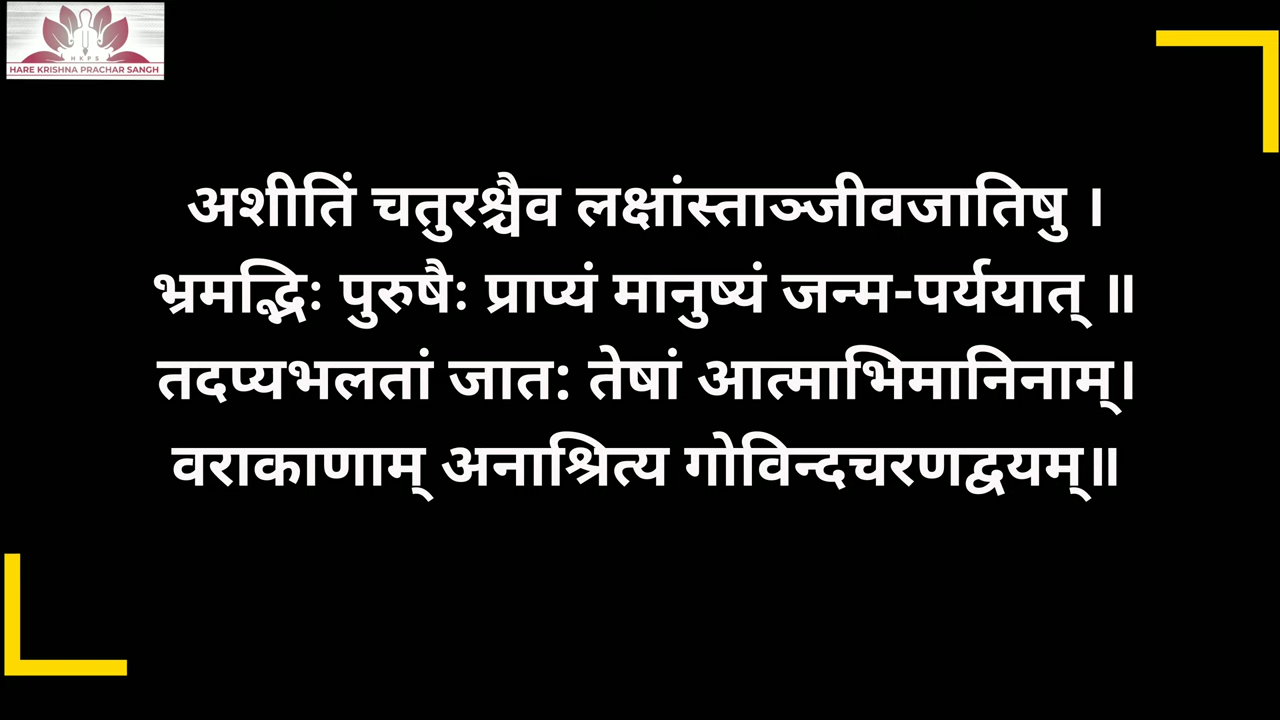 HKPS
HARE KRISHNA PRACHAR SANGH
अशीतिं चतुरश्चैव लक्षांस्ताञ्जीवजातिषु ।
भ्रमद्भिः पुरुषैः प्राप्यं मानुष्यं जन्म-पर्ययात् ॥
तदप्यभलतां जात: तेषां आत्माभिमानिनाम्।
वराकाणाम् अनाश्रित्य गोविन्दचरणद्वयम्॥